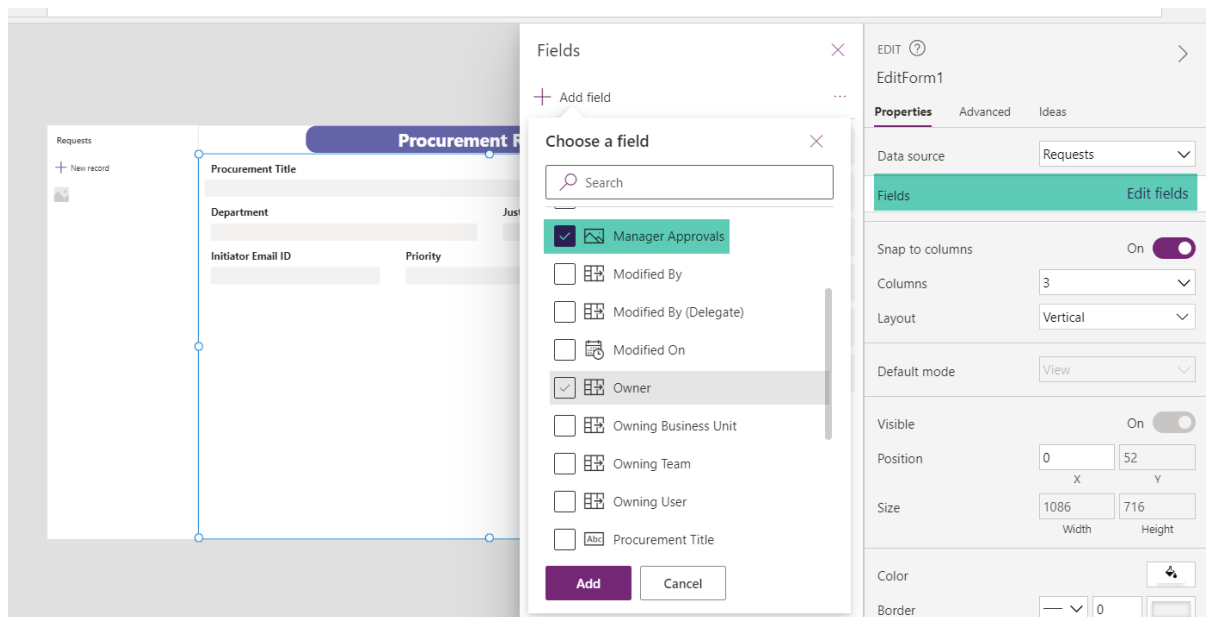 Requests
New record
Procurement R
Procurement Title
Department
Just
Initiator Email ID
Priority
Fields
Add field
...
Choose a field
Search
Manager Approvals
Modified By
Modified By (Delegate)
Modified On
Owner
Owning Business Unit
Owning Team
Owning User
Abc Procurement Title
Add
Cancel
EDIT ?
EditForm1
Properties Advanced Ideas
Data source Requests
Fields Edit fields
Snap to columns On
Columns 3
Layout Vertical
Default mode View
Visible On
Position 0 52
X Y
Size 1086 716
Width Height
Color
Border 0